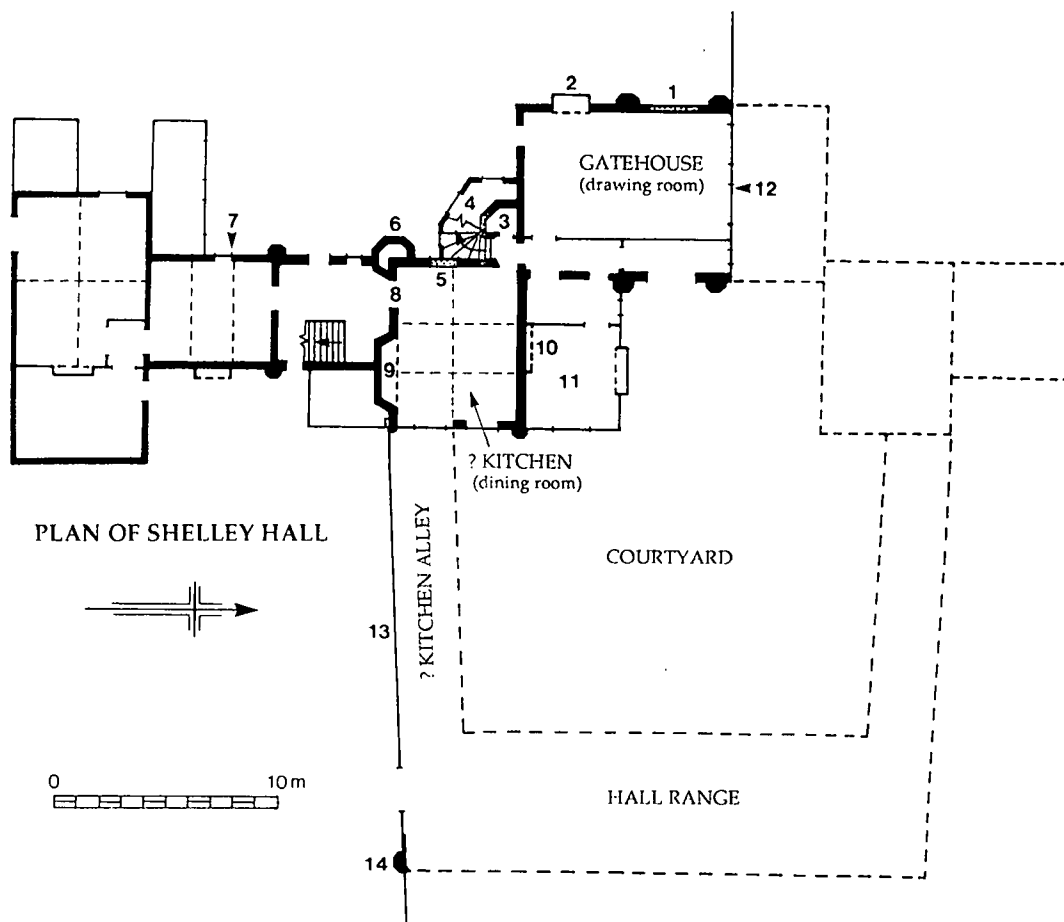 2
1
GATEHOUSE
(drawing room)
12
4
3
7
6
5
8
10
9
11
? KITCHEN
(dining room)
PLAN OF SHELLEY HALL
? KITCHEN ALLEY
COURTYARD
13
0 10 m
HALL RANGE
14